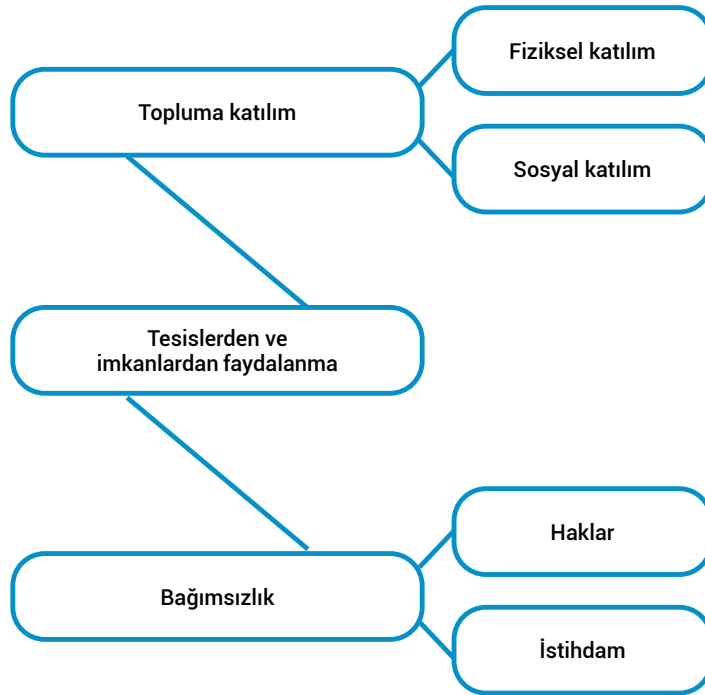 Fiziksel katılım
Topluma katılım
Sosyal katılım
Tesislerden ve
imkanlardan faydalanma
Haklar
Bağımsızlık
İstihdam